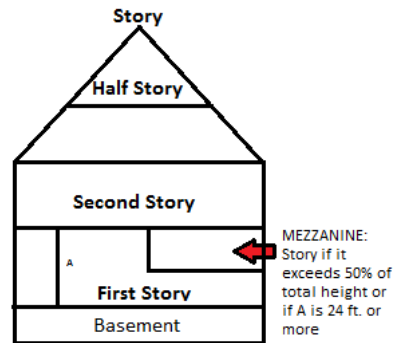 Story
Half Story
Second Story
A
MEZZANINE:
Story if it
exceeds 50% of
total height or
if A is 24 ft. or
more
First Story
Basement